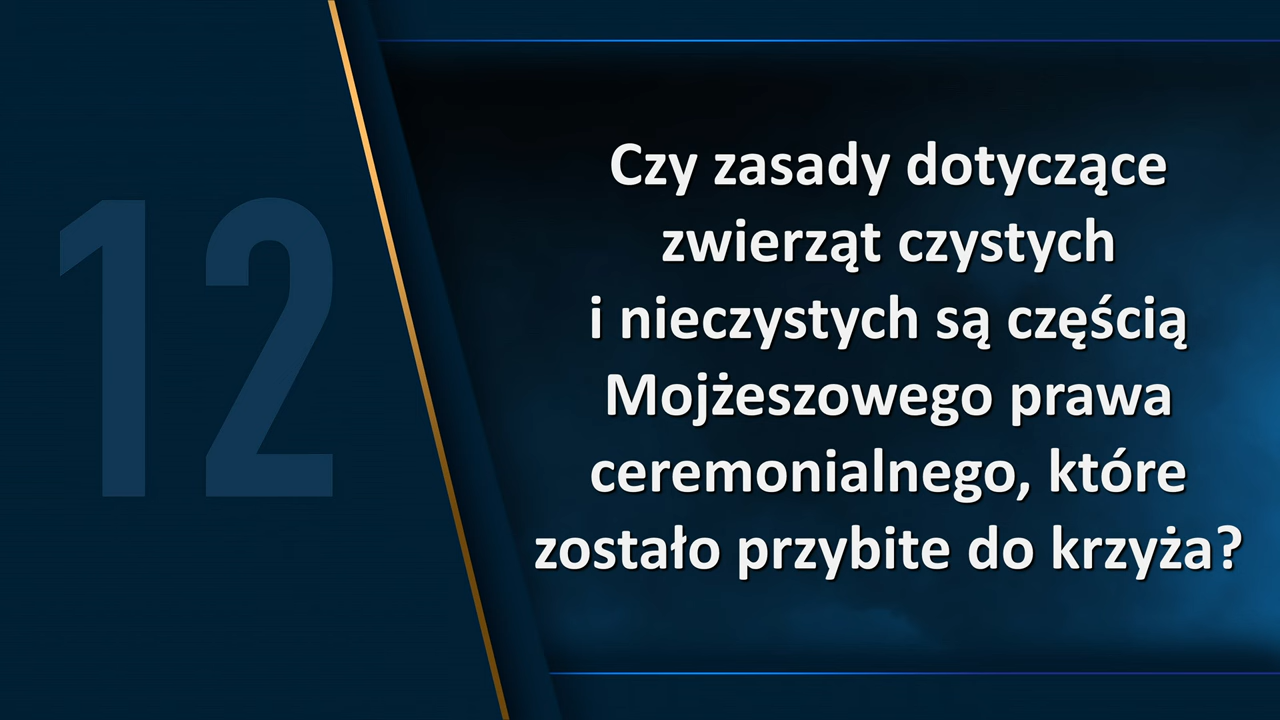 12
Czy zasady dotyczące
zwierząt czystych
i nieczystych są częścią
Mojżeszowego prawa
ceremonialnego, które
zostało przybite do krzyża?